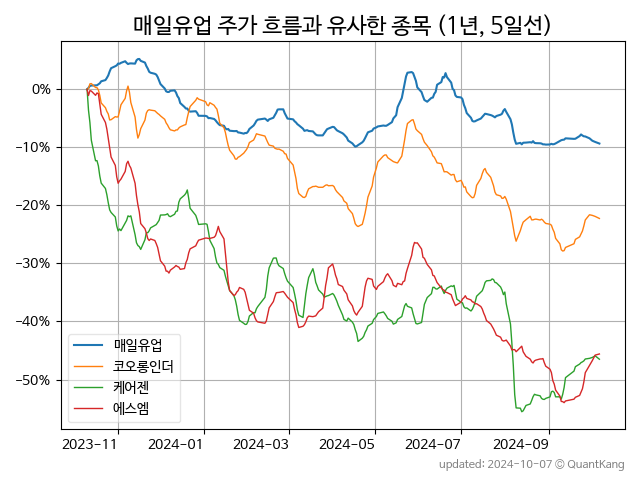 매일유업 주가 흐름과 유사한 종목 (1년, 5일선)
0%
−10%
−20%
−30%
−40%
−50%
매일유업
코오롱인더
케어젠
에스엠
2023-11
2024-01
2024-03
2024-05
2024-07
2024-09
updated: 2024-10-07 © QuantKang